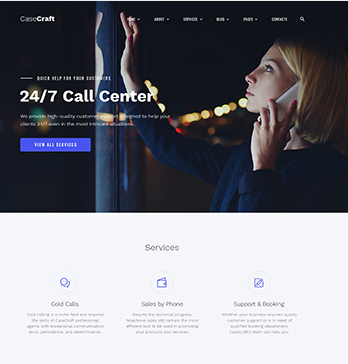 CaseCraft
HOME ABOUT SERVICES BLOG PAGES CONTACTS
QUICK HELP FOR YOUR CUSTOMERS
24/7 Call Center
We provide high-quality customer support designed to help your
clients 24/7 even in the most intricate situations.
VIEW ALL SERVICES
Services
Cold Calls
Sales by Phone
Support & Booking
Cold calling is a niche field and requires
the skills of CaseCraft professional
agents with exceptional communication
skills, persistence, and determination.
Despite the technical progress,
telephone sales still remain the most
efficient tool to be used in promoting
your products and services.
Whether your business requires quality
customer support or is in need of
qualified booking department,
CaseCraft's team can help you.